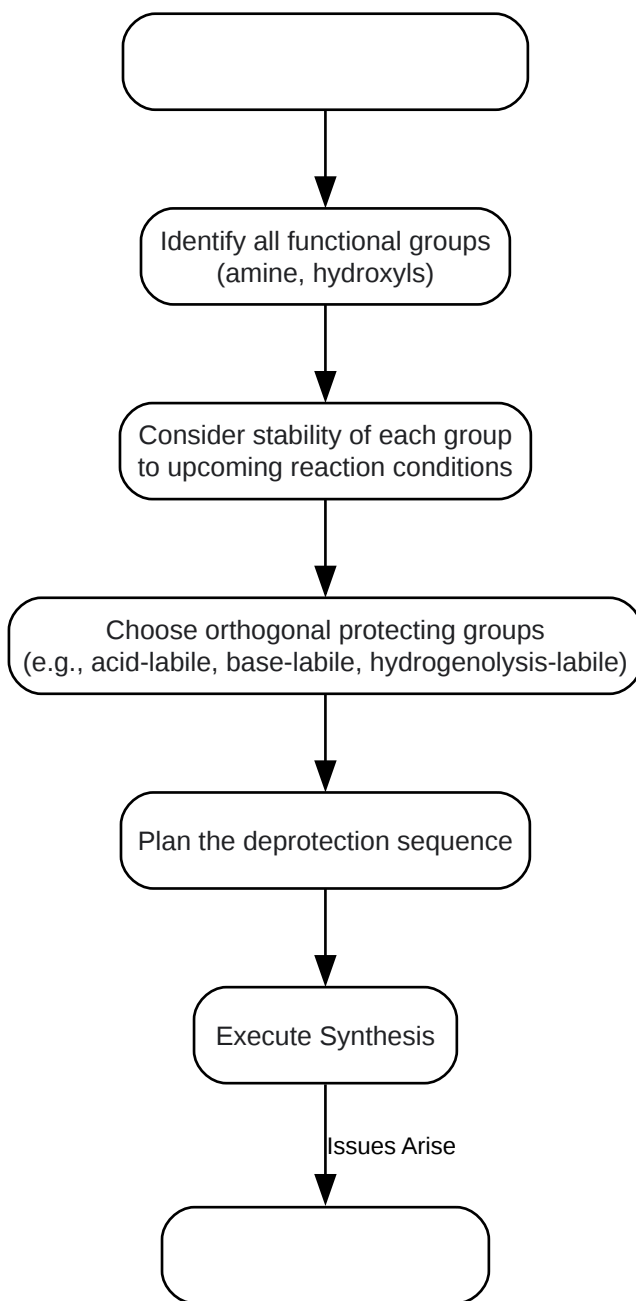 Identify all functional groups
(amine, hydroxyls)
Consider stability of each group
to upcoming reaction conditions
Choose orthogonal protecting groups
(e.g., acid-labile, base-labile, hydrogenolysis-labile)
Plan the deprotection sequence
Execute Synthesis
Issues Arise